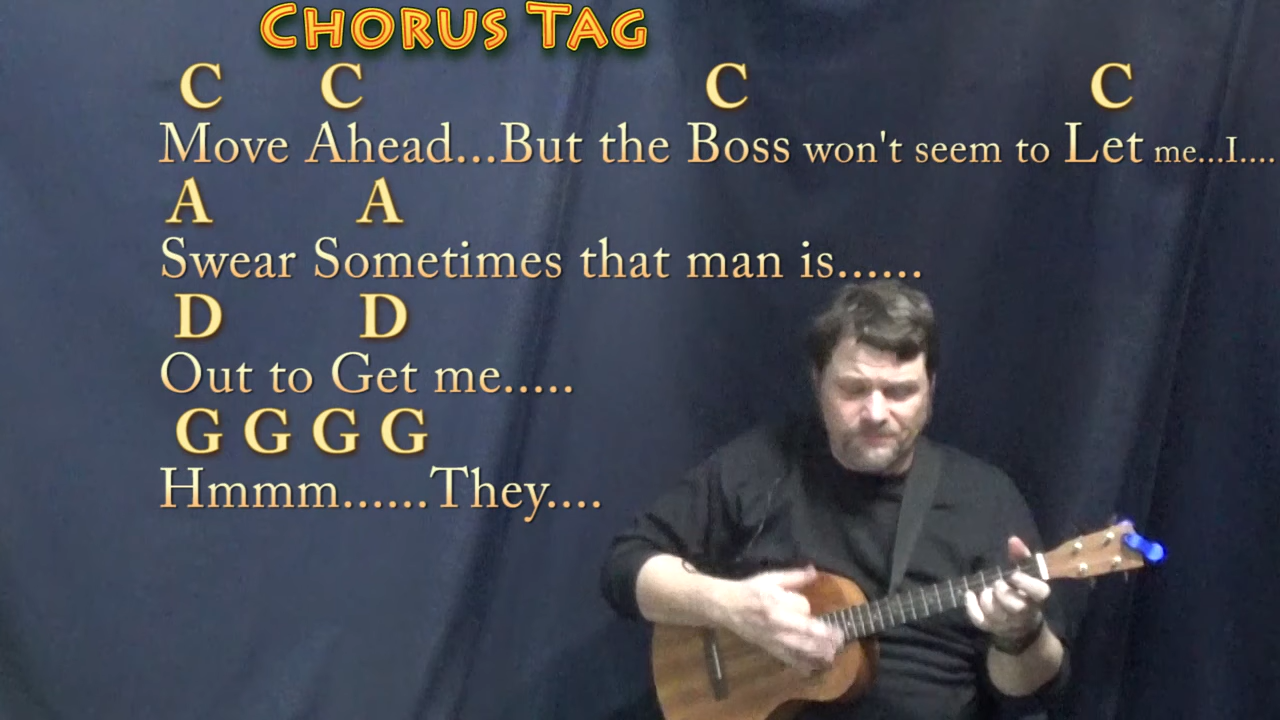 CHORUS TAG
C C C C
Move Ahead...But the Boss won't seem to Let me...I....
A A
Swear Sometimes that man is......
D D
Out to Get me.....
G G G G
Hmmm......They....